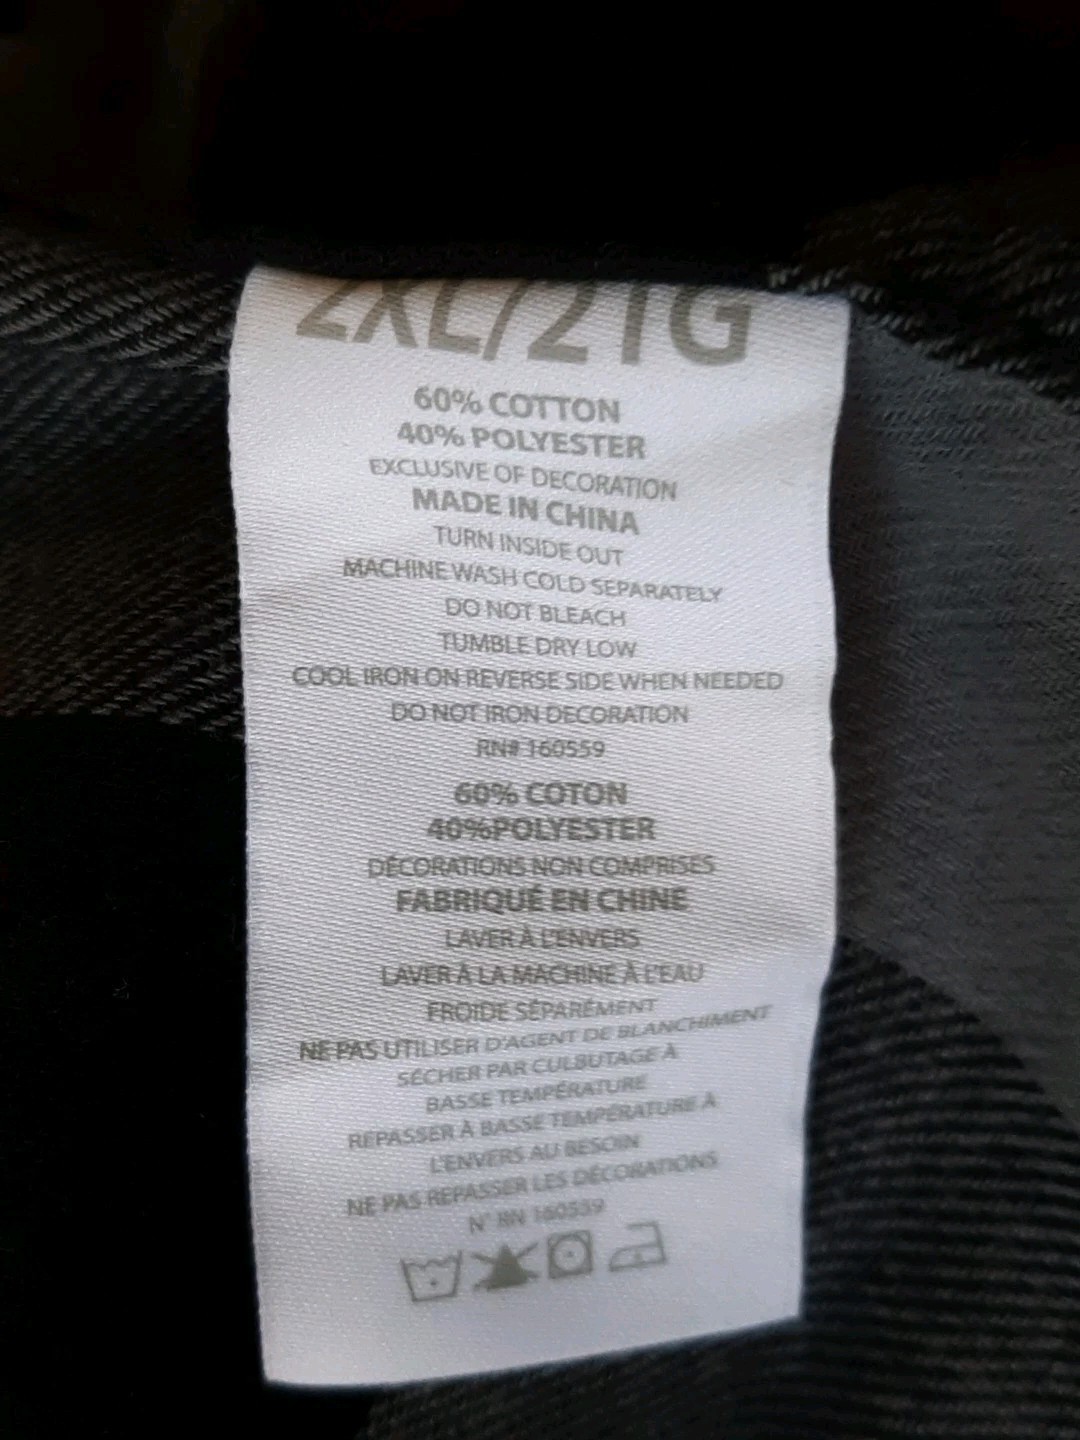 2XL/2TG
60% COTTON
40% POLYESTER
EXCLUSIVE OF DECORATION
MADE IN CHINA
TURN INSIDE OUT
MACHINE WASH COLD SEPARATELY
DO NOT BLEACH
TUMBLE DRY LOW
COOL IRON ON REVERSE SIDE WHEN NEEDED
DO NOT IRON DECORATION
RN# 160559
60% COTON
40%POLYESTER
DÉCORATIONS NON COMPRISES
FABRIQUÉ EN CHINE
LAVER À L'ENVERS
LAVER À LA MACHINE À L'EAU
FROIDE SÉPARÉMENT
NE PAS UTILISER D'AGENT DE BLANCHIMENT
SÉCHER PAR CULBUTAGE À
BASSE TEMPÉRATURE
REPASSER À BASSE TEMPÉRATURE À
L'ENVERS AU BESOIN
NE PAS REPASSER LES DÉCORATIONS
N° RN 160559